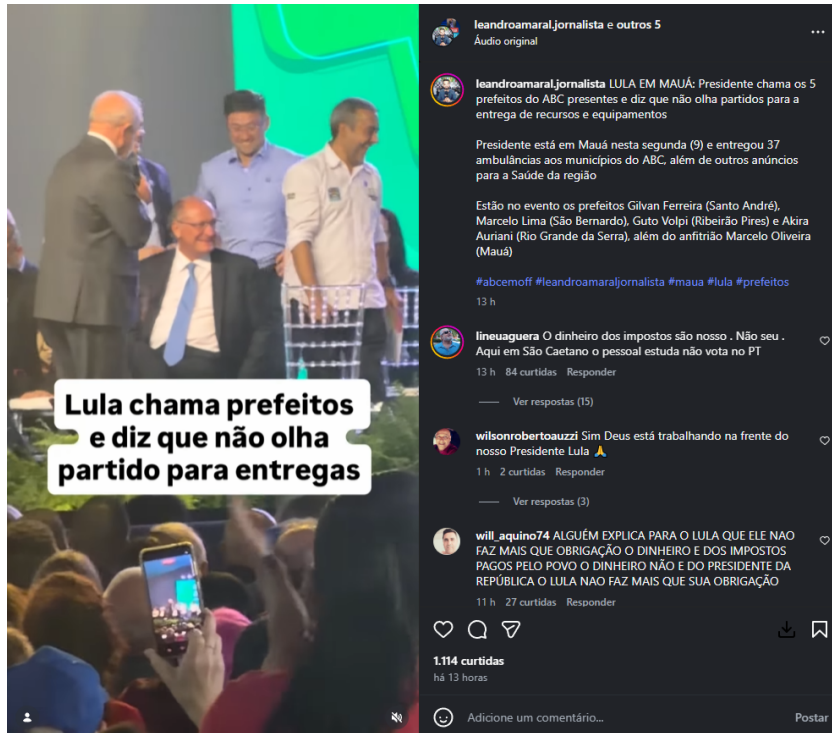 Lula chama prefeitos
e diz que não olha
partido para entregas
leandroamaral.jornalista e outros 5
Áudio original
leandroamaral.jornalista LULA EM MAUÁ: Presidente chama os 5
prefeitos do ABC presentes e diz que não olha partidos para a
entrega de recursos e equipamentos
Presidente está em Mauá nesta segunda (9) e entregou 37
ambulâncias aos municípios do ABC, além de outros anúncios
para a Saúde da região
Estão no evento os prefeitos Gilvan Ferreira (Santo André),
Marcelo Lima (São Bernardo), Guto Volpi (Ribeirão Pires) e Akira
Auriani (Rio Grande da Serra), além do anfitrião Marcelo Oliveira
(Mauá)
#abcemoff #leandroamaraljornalista #maua #lula #prefeitos
13 h
lineuaguera O dinheiro dos impostos são nosso . Não seu .
Aqui em São Caetano o pessoal estuda não vota no PT
13 h 84 curtidas Responder
Ver respostas (15)
wilsonrobertoauzzi Sim Deus está trabalhando na frente do
nosso Presidente Lula 🙏
1 h 2 curtidas Responder
Ver respostas (3)
will_aquino74 ALGUÉM EXPLICA PARA O LULA QUE ELE NAO
FAZ MAIS QUE OBRIGAÇÃO O DINHEIRO E DOS IMPOSTOS
PAGOS PELO POVO O DINHEIRO NÃO E DO PRESIDENTE DA
REPÚBLICA O LULA NAO FAZ MAIS QUE SUA OBRIGAÇÃO
11 h 27 curtidas Responder
1.114 curtidas
há 13 horas
Adicione um comentário...
Postar